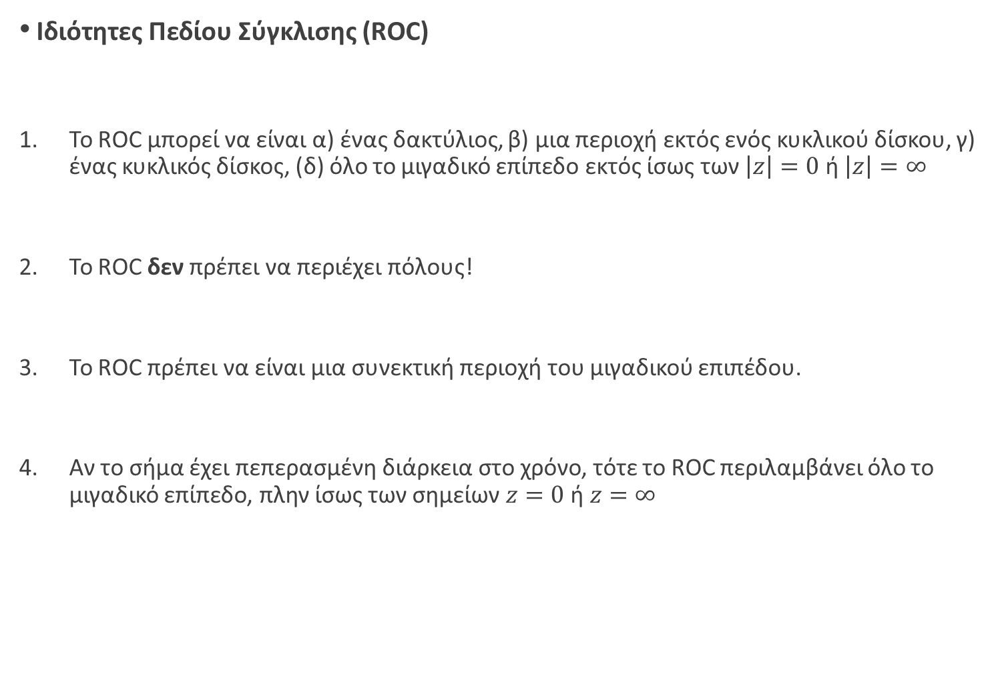 • Ιδιότητες Πεδίου Σύγκλισης (ROC)
1. Το ROC μπορεί να είναι α) ένας δακτύλιος, β) μια περιοχή εκτός ενός κυκλικού δίσκου, γ)
ένας κυκλικός δίσκος, (δ) όλο το μιγαδικό επίπεδο εκτός ίσως των |𝑧| = 0 ή |𝑧| = ∞
2. Το ROC δεν πρέπει να περιέχει πόλους!
3. Το ROC πρέπει να είναι μια συνεκτική περιοχή του μιγαδικού επιπέδου.
4. Αν το σήμα έχει πεπερασμένη διάρκεια στο χρόνο, τότε το ROC περιλαμβάνει όλο το
μιγαδικό επίπεδο, πλην ίσως των σημείων 𝑧 = 0 ή 𝑧 = ∞